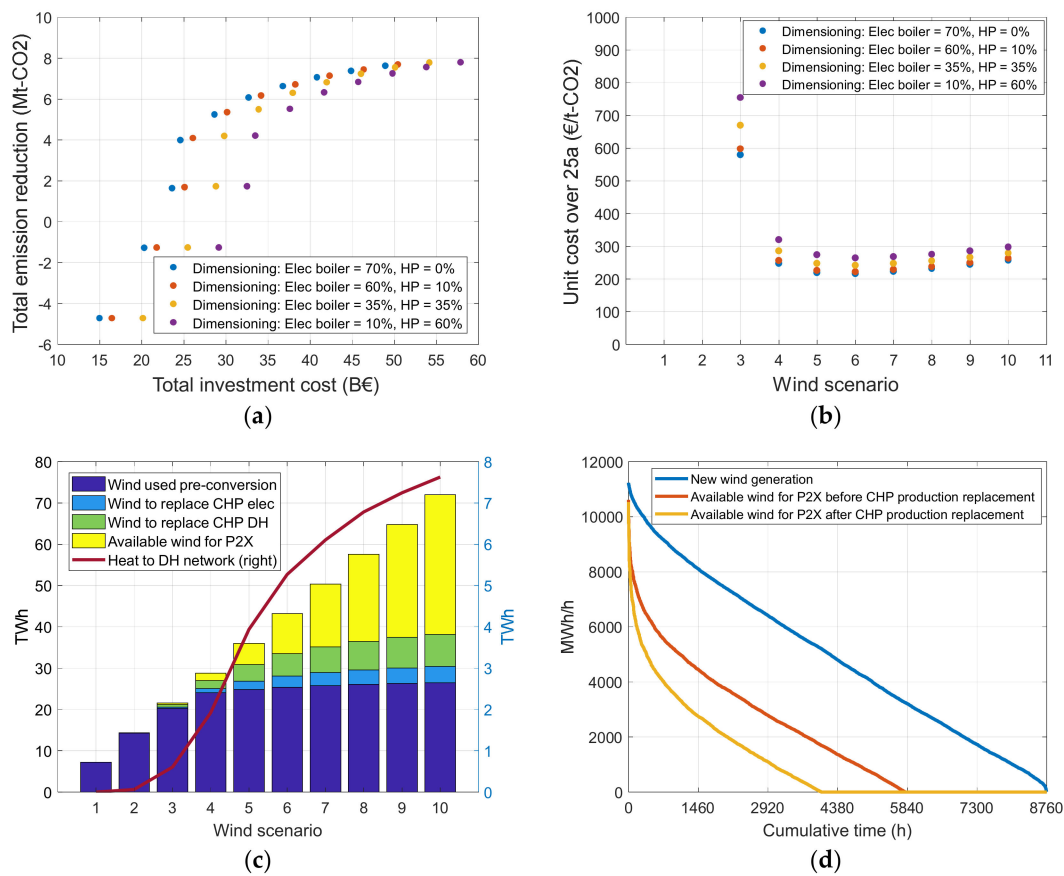 8
6
4
2
0
-2
-4
-6
10
10
15
20
25
30
35
40
45
50
55
60
Total emission reduction (Mt-CO2)
Total investment cost (B€)
Dimensioning: Elec boiler = 70%, HP = 0%
Dimensioning: Elec boiler = 60%, HP = 10%
Dimensioning: Elec boiler = 35%, HP = 35%
Dimensioning: Elec boiler = 10%, HP = 60%
(a)
1000
900
800
700
600
500
400
300
200
100
0
1
2
3
4
5
6
7
8
9
10
11
Unit cost over 25a (€/t-CO2)
Wind scenario
Dimensioning: Elec boiler = 70%, HP = 0%
Dimensioning: Elec boiler = 60%, HP = 10%
Dimensioning: Elec boiler = 35%, HP = 35%
Dimensioning: Elec boiler = 10%, HP = 60%
(b)
80
70
60
50
40
30
20
10
0
TWh
Wind used pre-conversion
Wind to replace CHP elec
Wind to replace CHP DH
Available wind for P2X
Heat to DH network (right)
8
7
6
5
4
3
2
1
0
TWh
1
2
3
4
5
6
7
8
9
10
Wind scenario
(c)
12000
10000
8000
6000
4000
2000
0
MWh/h
New wind generation
Available wind for P2X before CHP production replacement
Available wind for P2X after CHP production replacement
0
1460
2920
4380
5840
7300
8760
Cumulative time (h)
(d)